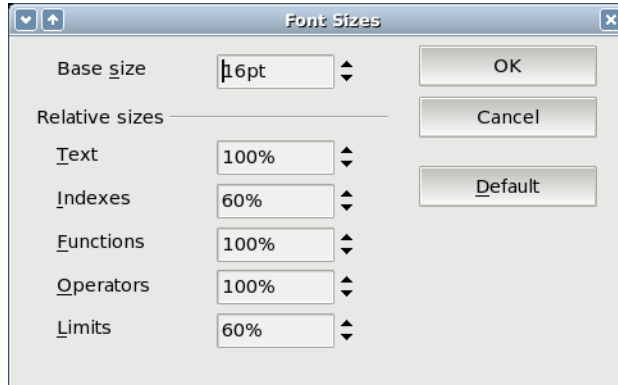 Font Sizes
Base size 16pt OK
Relative sizes Cancel
Text 100%
Default
Indexes 60%
Functions 100%
Operators 100%
Limits 60%